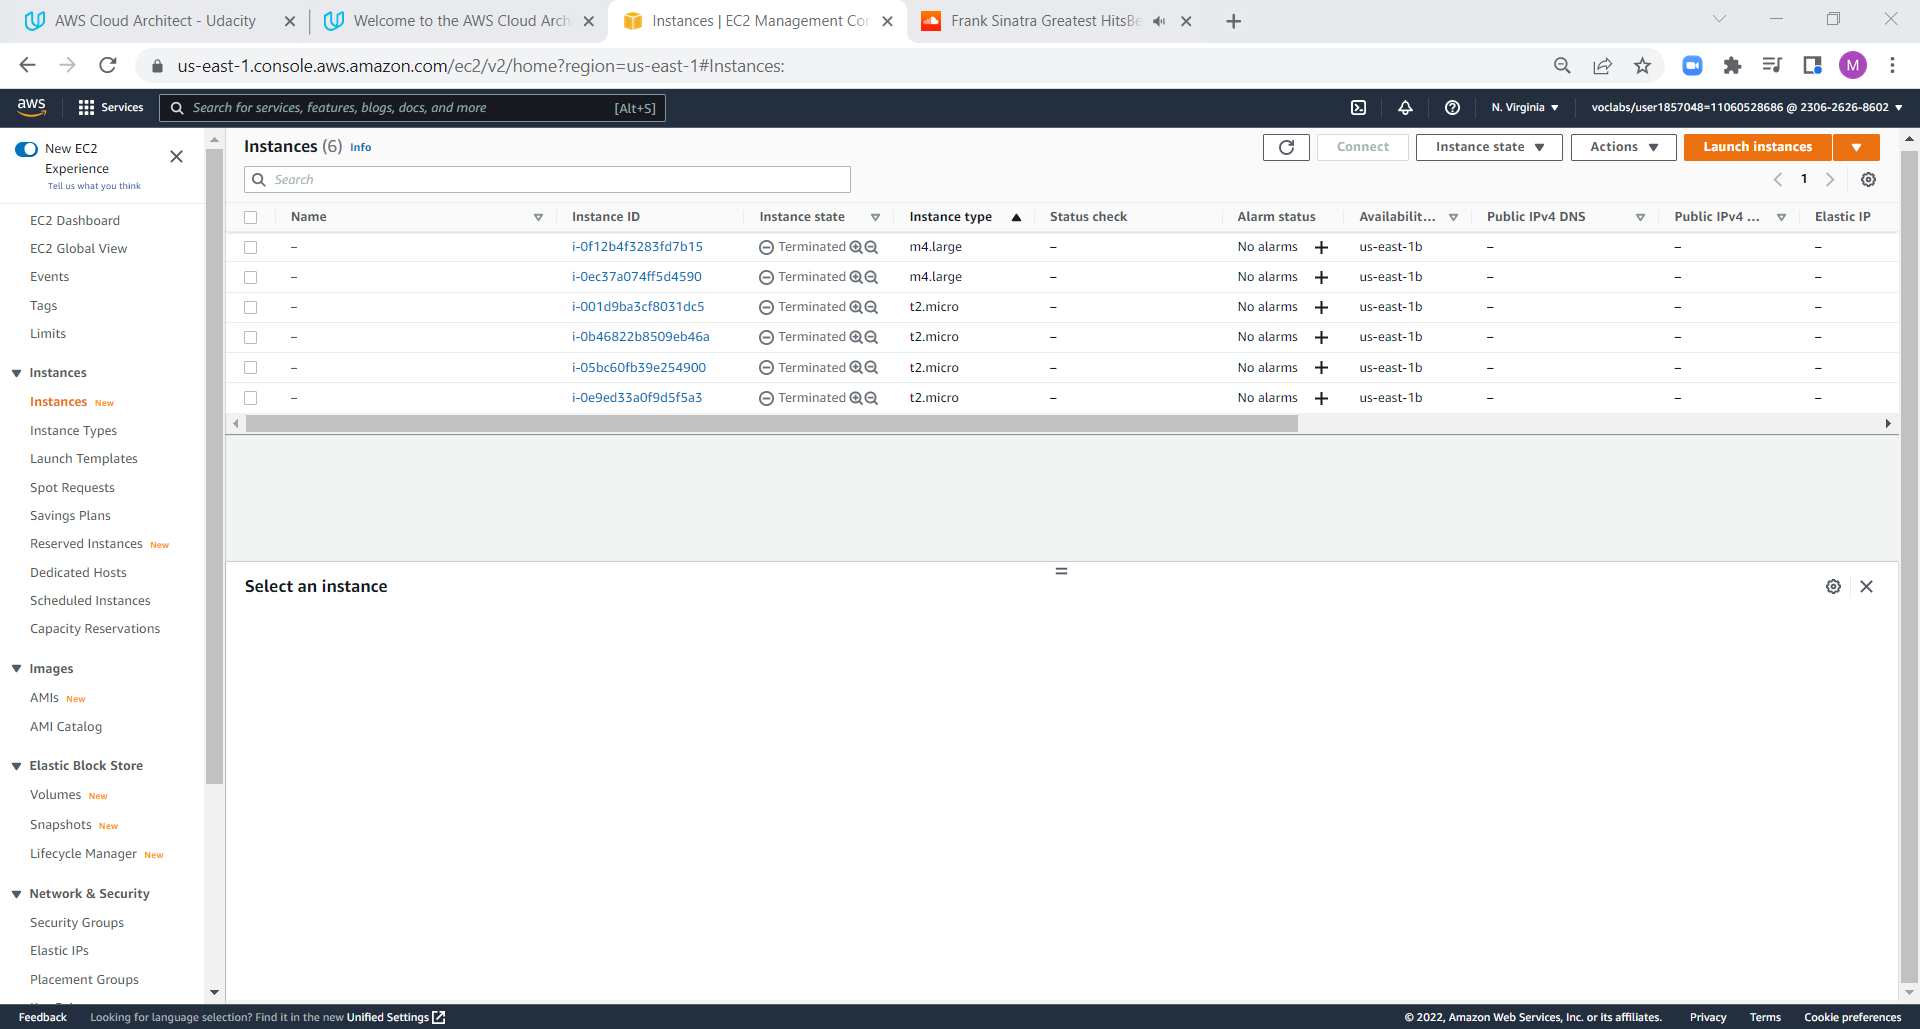 AWS Cloud Architect - Udacity
Welcome to the AWS Cloud Arch
Instances | EC2 Management Con
Frank Sinatra Greatest HitsBe
us-east-1.console.aws.amazon.com/ec2/v2/home?region=us-east-1#Instances:
M
aws
Services
Search for services, features, blogs, docs, and more
[Alt+S]
N. Virginia
voclabs/user1857048=11060528686 @ 2306-2626-8602
New EC2
Experience
Tell us what you think
EC2 Dashboard
EC2 Global View
Events
Tags
Limits
Instances
Instances New
Instance Types
Launch Templates
Spot Requests
Savings Plans
Reserved Instances New
Dedicated Hosts
Scheduled Instances
Capacity Reservations
Images
AMIs New
AMI Catalog
Elastic Block Store
Volumes New
Snapshots New
Lifecycle Manager New
Network & Security
Security Groups
Elastic IPs
Placement Groups
Instances (6) Info
Connect
Instance state
Actions
Launch instances
Search
1
Name Instance ID Instance state Instance type Status check Alarm status Availabilit... Public IPv4 DNS Public IPv4 ... Elastic IP
– i-0f12b4f3283fd7b15 Terminated m4.large – No alarms + us-east-1b – – –
– i-0ec37a074ff5d4590 Terminated m4.large – No alarms + us-east-1b – – –
– i-001d9ba3cf8031dc5 Terminated t2.micro – No alarms + us-east-1b – – –
– i-0b46822b8509eb46a Terminated t2.micro – No alarms + us-east-1b – – –
– i-05bc60fb39e254900 Terminated t2.micro – No alarms + us-east-1b – – –
– i-0e9ed33a0f9d5f5a3 Terminated t2.micro – No alarms + us-east-1b – – –
Select an instance
Feedback
Looking for language selection? Find it in the new Unified Settings
© 2022, Amazon Web Services, Inc. or its affiliates.
Privacy
Terms
Cookie preferences